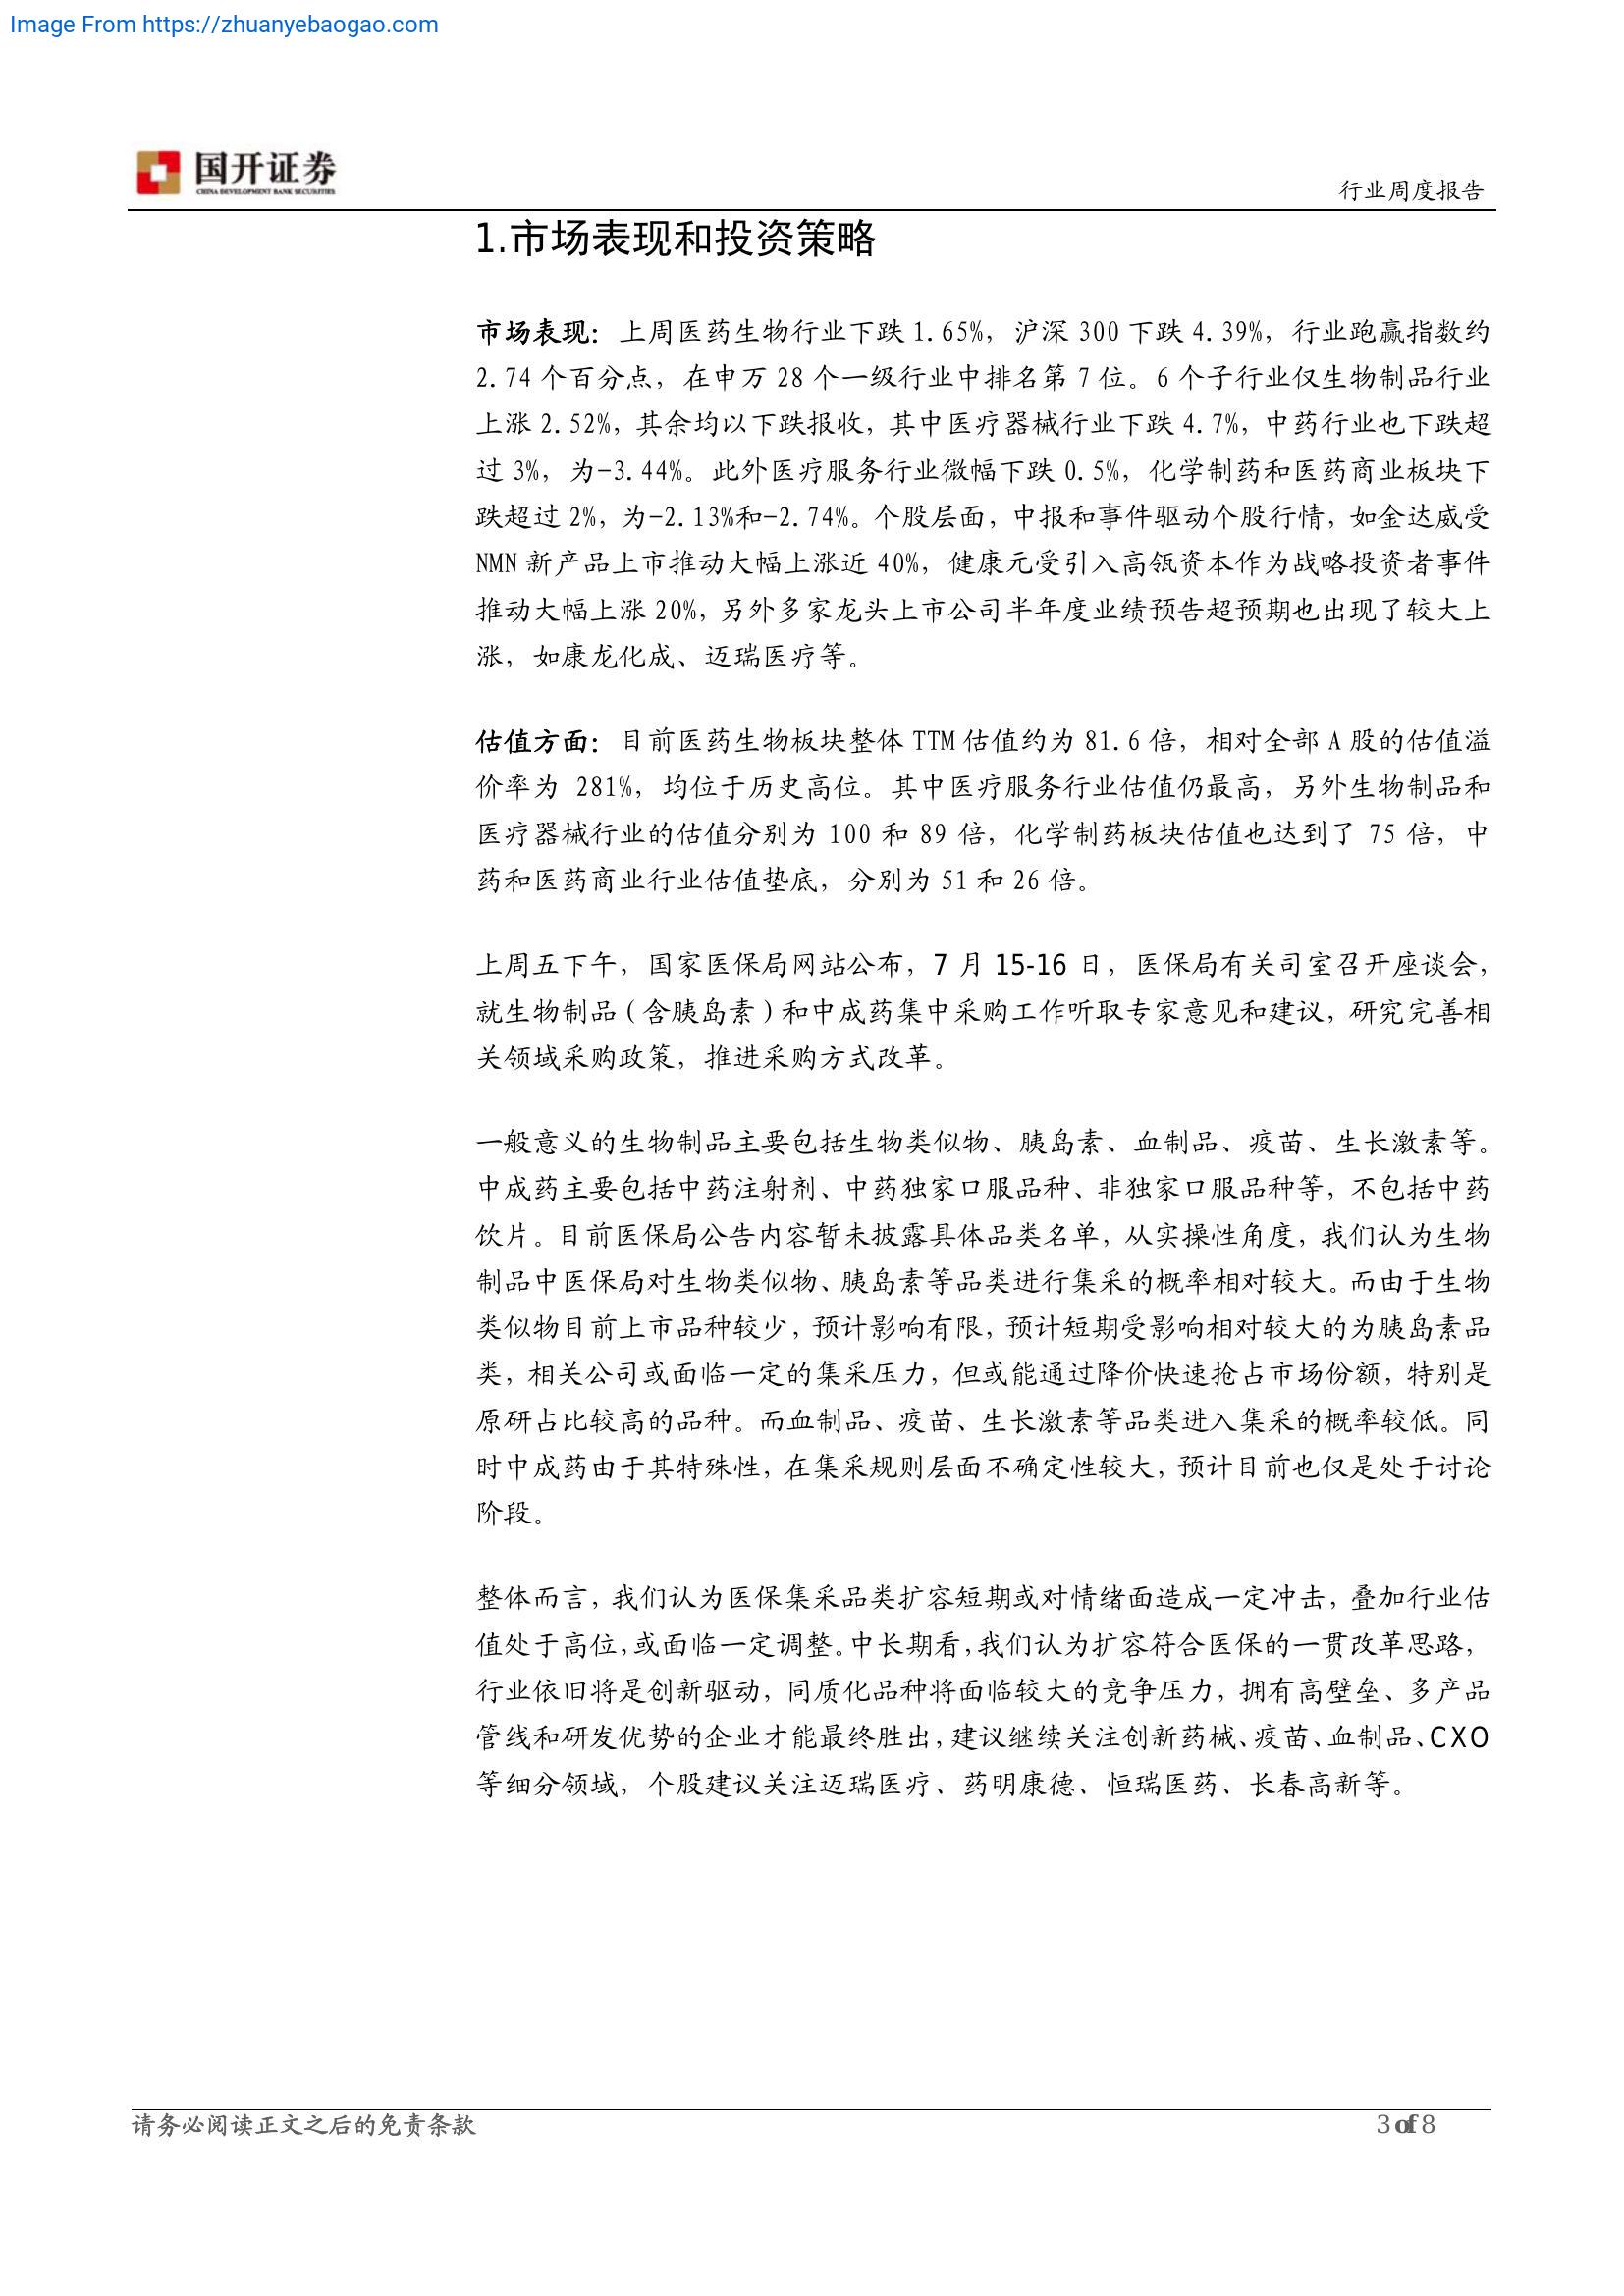 Image From https://zhuanyebaogao.com
国开证券
CHINA DEVELOPMENT BANK SECURITIES
行业周度报告
1.市场表现和投资策略
市场表现：上周医药生物行业下跌 1.65%，沪深 300 下跌 4.39%，行业跑赢指数约
2.74 个百分点，在申万 28 个一级行业中排名第 7 位。6 个子行业仅生物制品行业
上涨 2.52%，其余均以下跌报收，其中医疗器械行业下跌 4.7%，中药行业也下跌超
过 3%，为-3.44%。此外医疗服务行业微幅下跌 0.5%，化学制药和医药商业板块下
跌超过 2%，为-2.13%和-2.74%。个股层面，中报和事件驱动个股行情，如金达威受
NMN 新产品上市推动大幅上涨近 40%，健康元受引入高瓴资本作为战略投资者事件
推动大幅上涨 20%，另外多家龙头上市公司半年度业绩预告超预期也出现了较大上
涨，如康龙化成、迈瑞医疗等。
估值方面：目前医药生物板块整体 TTM 估值约为 81.6 倍，相对全部 A 股的估值溢
价率为 281%，均位于历史高位。其中医疗服务行业估值仍最高，另外生物制品和
医疗器械行业的估值分别为 100 和 89 倍，化学制药板块估值也达到了 75 倍，中
药和医药商业行业估值垫底，分别为 51 和 26 倍。
上周五下午，国家医保局网站公布，7 月 15-16 日，医保局有关司室召开座谈会，
就生物制品（含胰岛素）和中成药集中采购工作听取专家意见和建议，研究完善相
关领域采购政策，推进采购方式改革。
一般意义的生物制品主要包括生物类似物、胰岛素、血制品、疫苗、生长激素等。
中成药主要包括中药注射剂、中药独家口服品种、非独家口服品种等，不包括中药
饮片。目前医保局公告内容暂未披露具体品类名单，从实操性角度，我们认为生物
制品中医保局对生物类似物、胰岛素等品类进行集采的概率相对较大。而由于生物
类似物目前上市品种较少，预计影响有限，预计短期受影响相对较大的为胰岛素品
类，相关公司或面临一定的集采压力，但或能通过降价快速抢占市场份额，特别是
原研占比较高的品种。而血制品、疫苗、生长激素等品类进入集采的概率较低。同
时中成药由于其特殊性，在集采规则层面不确定性较大，预计目前也仅是处于讨论
阶段。
整体而言，我们认为医保集采品类扩容短期或对情绪面造成一定冲击，叠加行业估
值处于高位，或面临一定调整。中长期看，我们认为扩容符合医保的一贯改革思路，
行业依旧将是创新驱动，同质化品种将面临较大的竞争压力，拥有高壁垒、多产品
管线和研发优势的企业才能最终胜出，建议继续关注创新药械、疫苗、血制品、CXO
等细分领域，个股建议关注迈瑞医疗、药明康德、恒瑞医药、长春高新等。
请务必阅读正文之后的免责条款
3 of 8